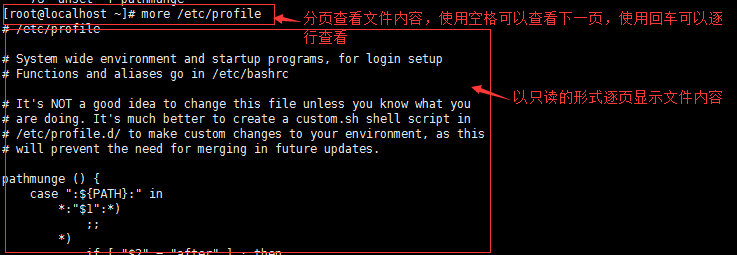 [root@localhost ~]# more /etc/profile
分页查看文件内容，使用空格可以查看下一页，使用回车可以逐
行查看
# /etc/profile
# System wide environment and startup programs, for login setup
# Functions and aliases go in /etc/bashrc
以只读的形式逐页显示文件内容
# It's NOT a good idea to change this file unless you know what you
# are doing. It's much better to create a custom.sh shell script in
# /etc/profile.d/ to make custom changes to your environment, as this
# will prevent the need for merging in future updates.
pathmunge () {
case ":${PATH}:" in
*:"$1":*)
;;
*)
if [ "$2" = "after" ] ; then